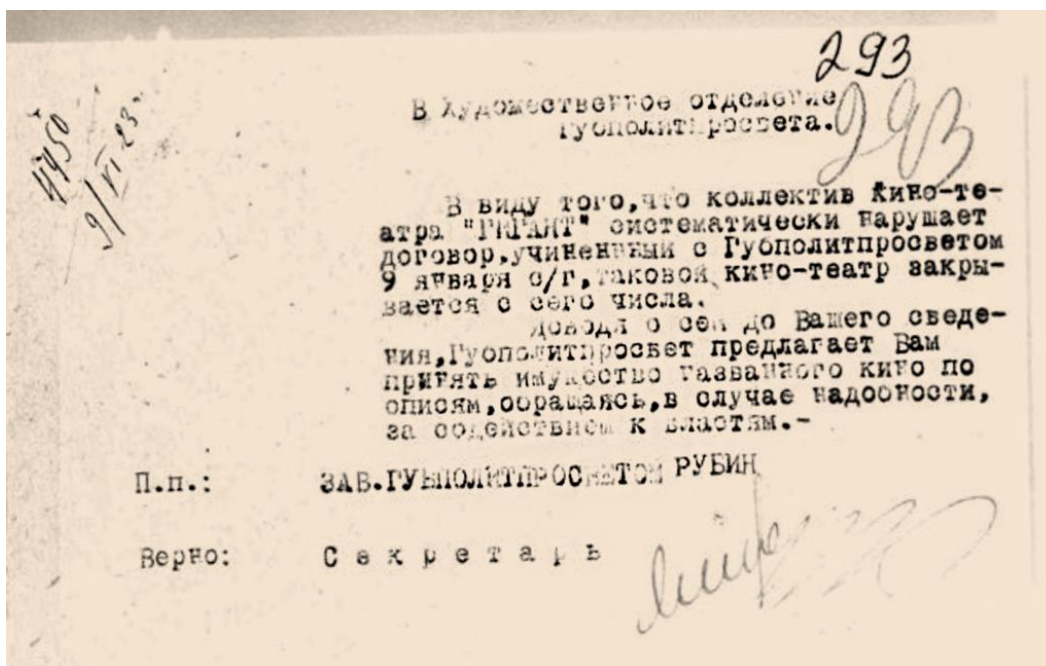 293
293
4450
9/VI-23
В Художественное отделение
Губполитпросвета.
В виду того,что коллектив Кино-те-
атра "ГИГАНТ" систематически нарушает
договор,учиненный с Губполитпросветом
9 января с/г,таковой кино-театр закры-
вается с сего числа.
Доводя о сем до Вашего сведе-
ния,Губполитпросвет предлагает Вам
принять имущество названного кино по
описям,обращаясь,в случае надобности,
за содействием к властям.-
П.п.: ЗАВ.ГУБПОЛИТПРОСВЕТОМ РУБИН
Верно: Секретарь